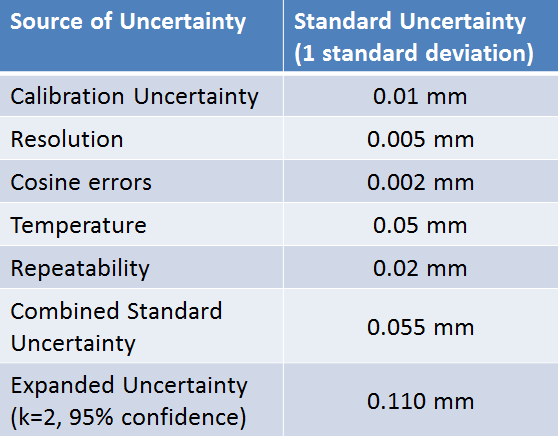 Source of Uncertainty
Standard Uncertainty
(1 standard deviation)
Calibration Uncertainty
0.01 mm
Resolution
0.005 mm
Cosine errors
0.002 mm
Temperature
0.05 mm
Repeatability
0.02 mm
Combined Standard
Uncertainty
0.055 mm
Expanded Uncertainty
(k=2, 95% confidence)
0.110 mm